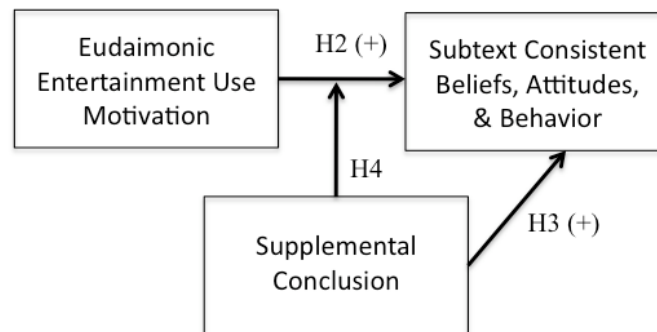 Eudaimonic
Entertainment Use
Motivation
H2 (+)
Subtext Consistent
Beliefs, Attitudes,
& Behavior
H4
H3 (+)
Supplemental
Conclusion